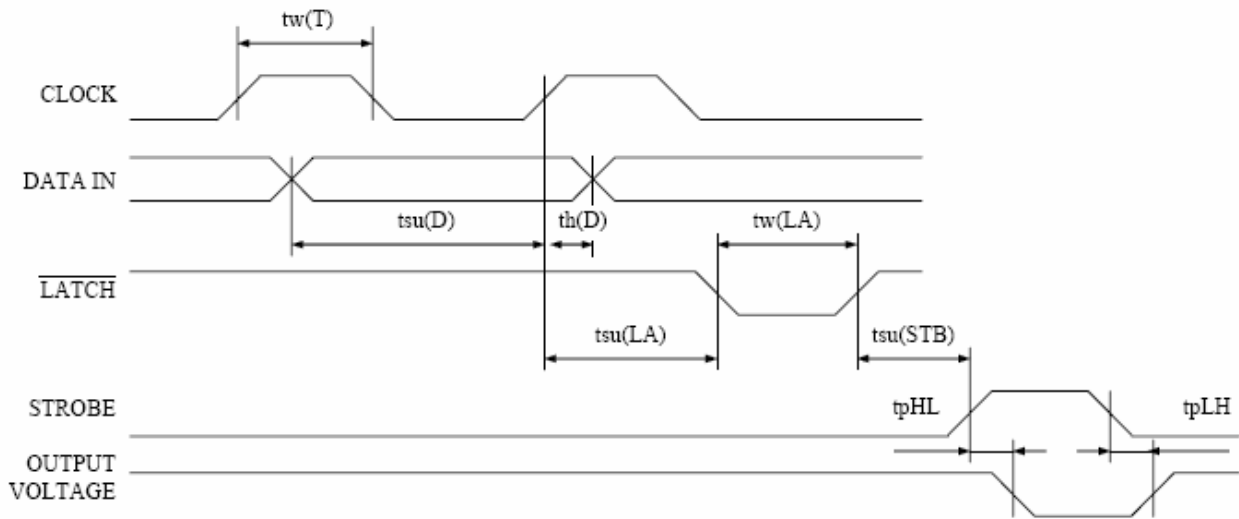 tw(T)
CLOCK
DATA IN
tsu(D)
th(D)
tw(LA)
LATCH
tsu(LA)
tsu(STB)
STROBE
tpHL
tpLH
OUTPUT
VOLTAGE